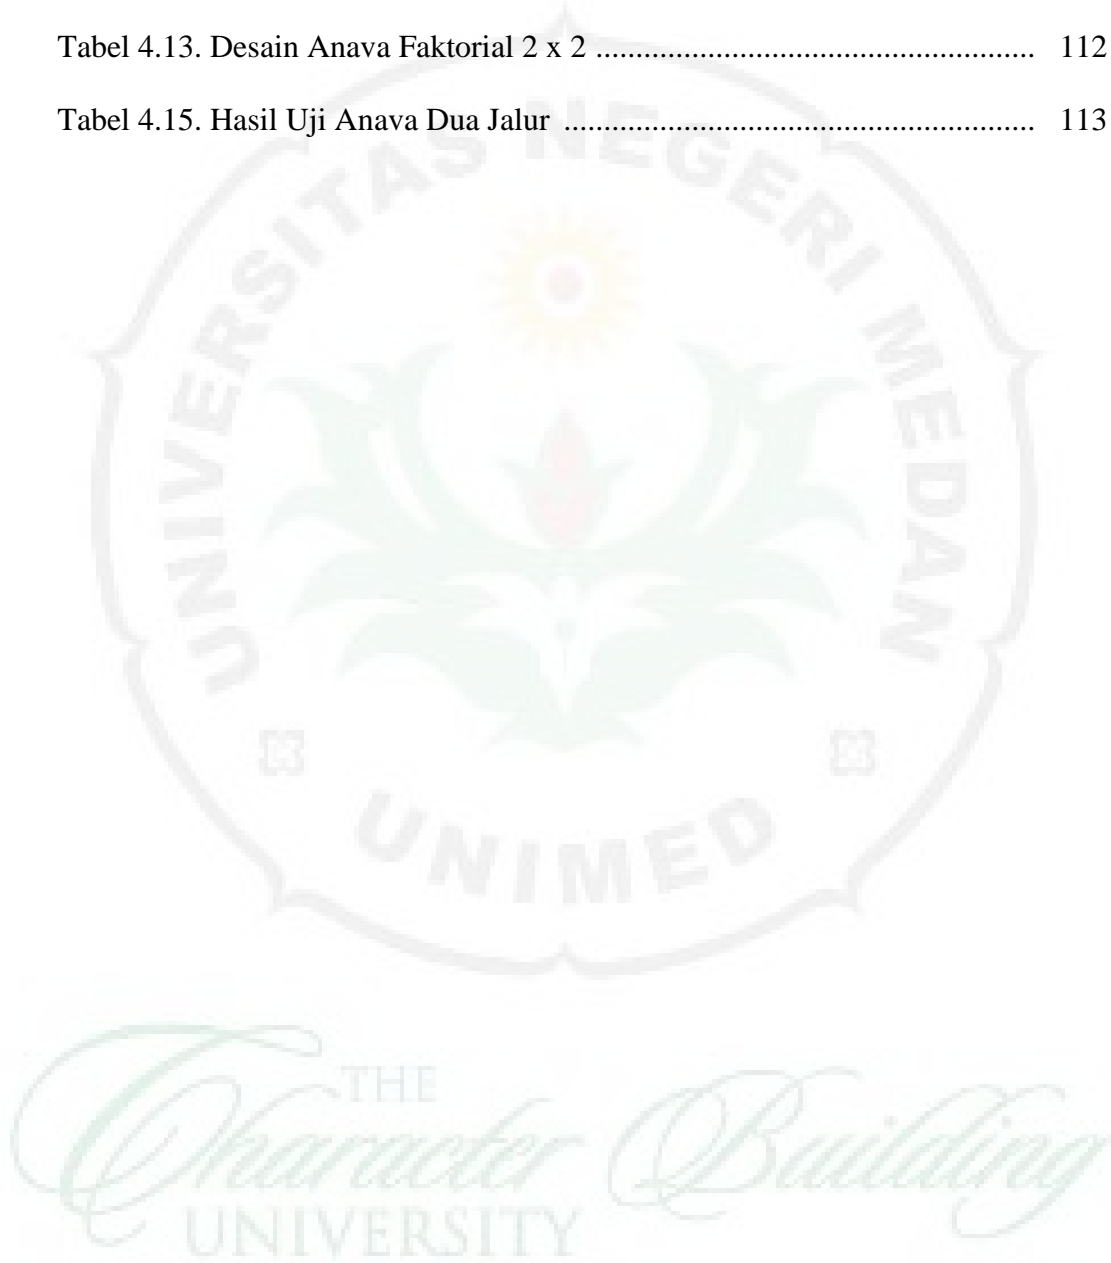 Tabel 4.13. Desain Anava Faktorial 2 x 2 ....................................................... 112
Tabel 4.15. Hasil Uji Anava Dua Jalur ........................................................... 113
UNIVERSITAS NEGERI MEDAN
UNIMED
THE
Character Building
UNIVERSITY